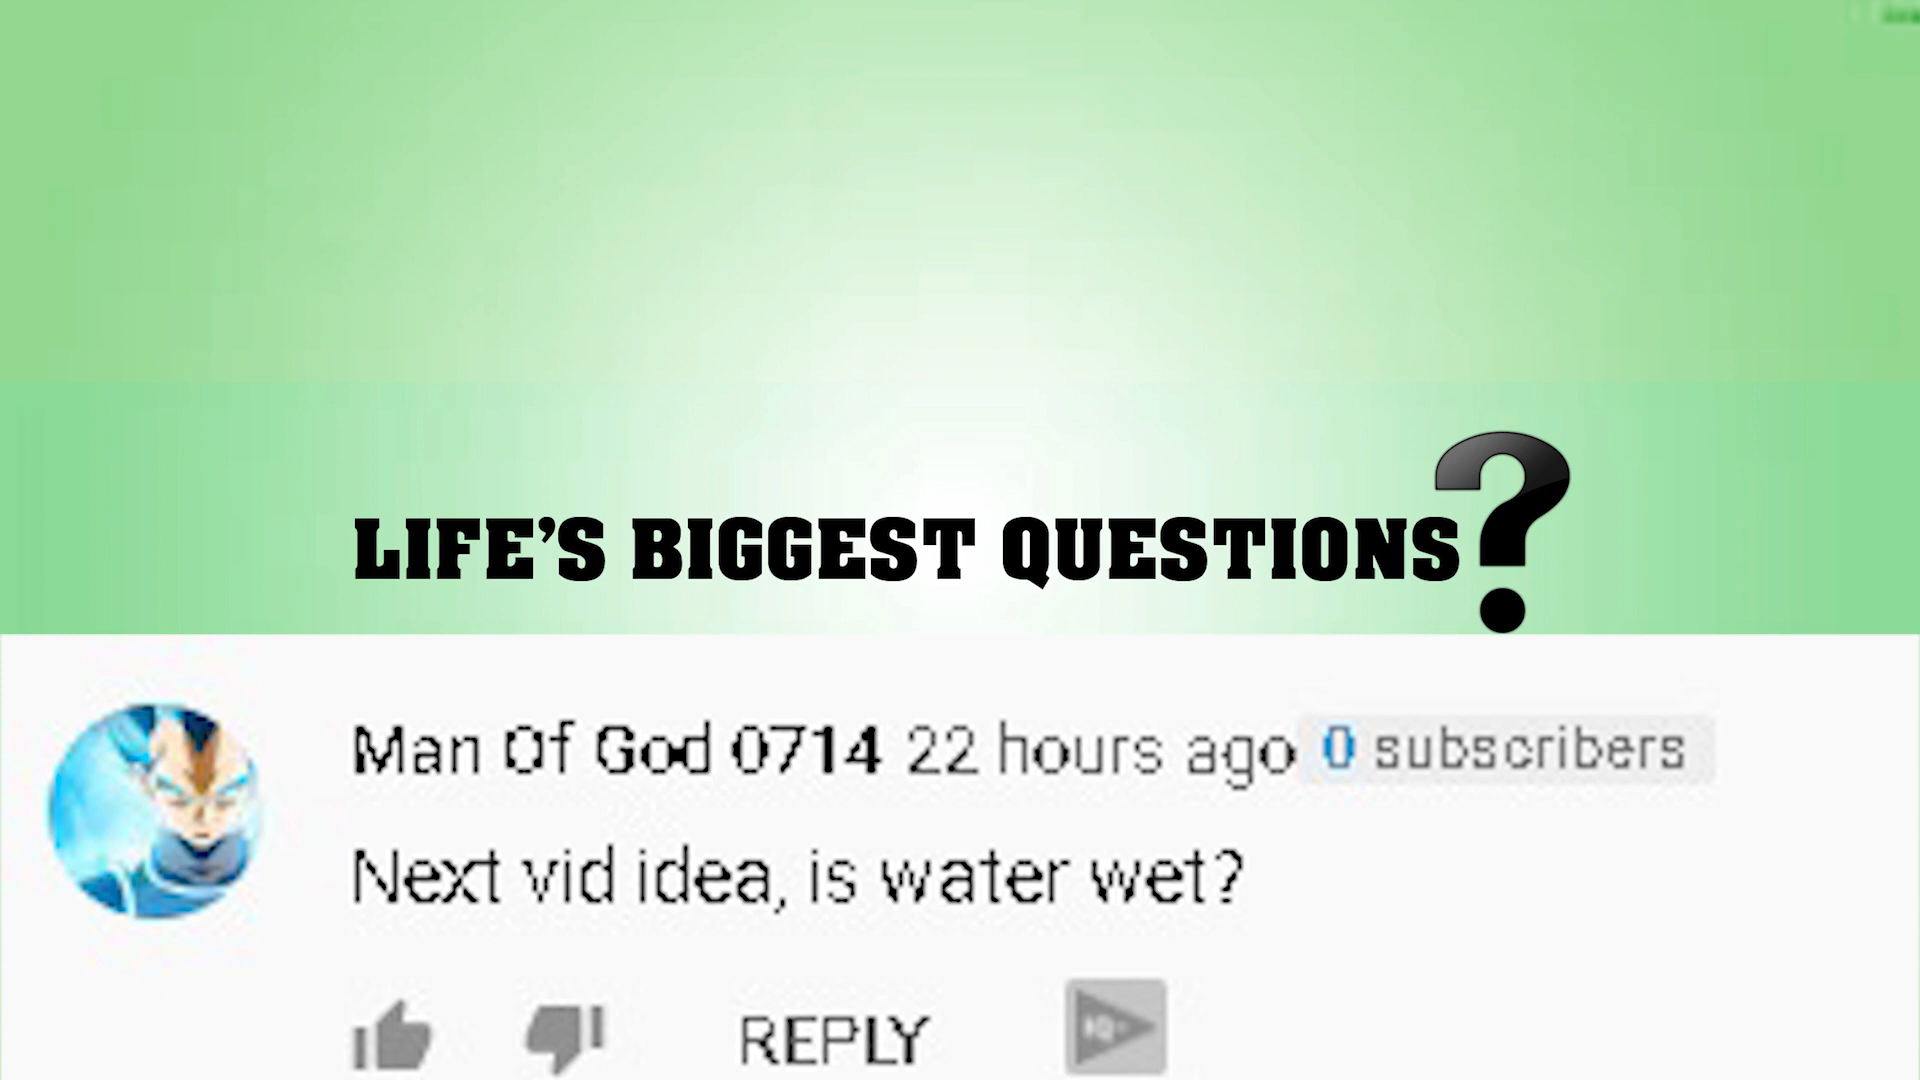 LIFE'S BIGGEST QUESTIONS?
Man Of God 0714 22 hours ago 0 subscribers
Next vid idea, is water wet?
REPLY